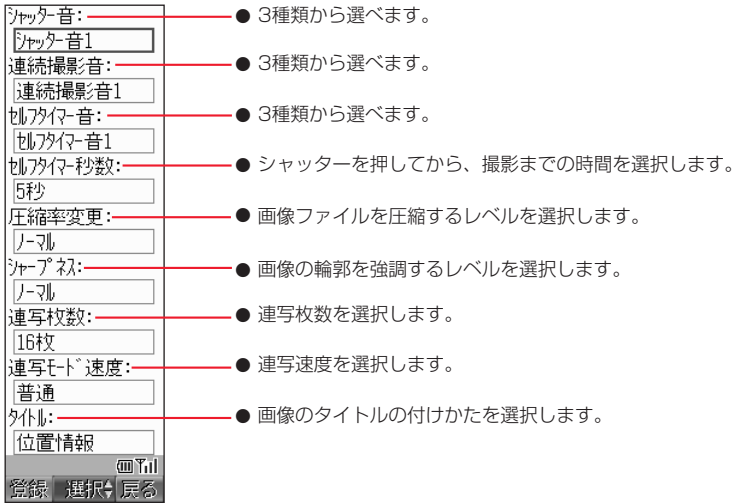 シャッター音: ● 3種類から選べます。
シャッター音1
連続撮影音: ● 3種類から選べます。
連続撮影音1
セルフタイマー音: ● 3種類から選べます。
セルフタイマー音1
セルフタイマー秒数: ● シャッターを押してから、撮影までの時間を選択します。
5秒
圧縮率変更: ● 画像ファイルを圧縮するレベルを選択します。
ノーマル
シャープネス: ● 画像の輪郭を強調するレベルを選択します。
ノーマル
連写枚数: ● 連写枚数を選択します。
16枚
連写モード速度: ● 連写速度を選択します。
普通
タイトル: ● 画像のタイトルの付けかたを選択します。
位置情報
登録 選択 戻る